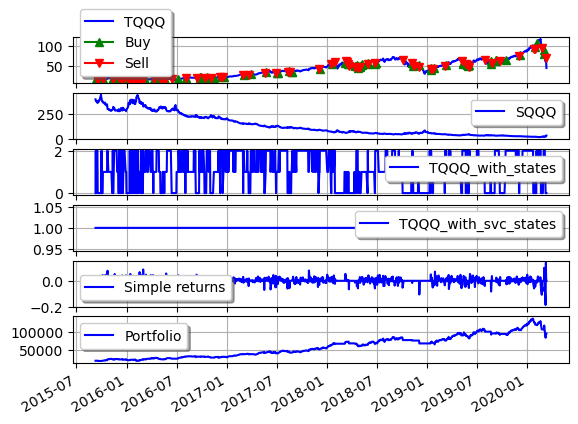 TQQQ
Buy
Sell
100
50
SQQQ
250
0
2
0
TQQQ_with_states
1.05
1.00
0.95
TQQQ_with_svc_states
0.0
−0.2
Simple returns
100000
50000
Portfolio
2015-07 2016-01 2016-07 2017-01 2017-07 2018-01 2018-07 2019-01 2019-07 2020-01